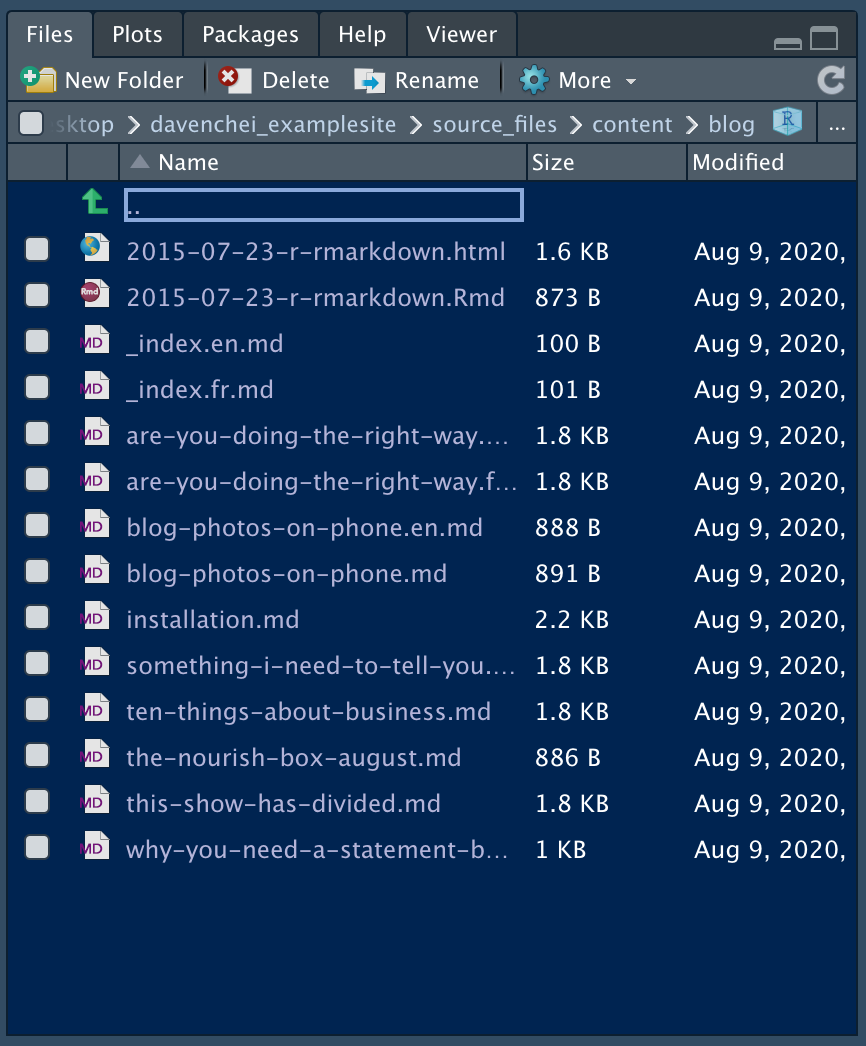 Files Plots Packages Help Viewer
New Folder Delete Rename More
sktop davenchei_examplesite source_files content blog R ...
Name Size Modified
..
2015-07-23-r-rmarkdown.html 1.6 KB Aug 9, 2020,
Rmd 2015-07-23-r-rmarkdown.Rmd 873 B Aug 9, 2020,
MD _index.en.md 100 B Aug 9, 2020,
MD _index.fr.md 101 B Aug 9, 2020,
MD are-you-doing-the-right-way.... 1.8 KB Aug 9, 2020,
MD are-you-doing-the-right-way.f... 1.8 KB Aug 9, 2020,
MD blog-photos-on-phone.en.md 888 B Aug 9, 2020,
MD blog-photos-on-phone.md 891 B Aug 9, 2020,
MD installation.md 2.2 KB Aug 9, 2020,
MD something-i-need-to-tell-you.... 1.8 KB Aug 9, 2020,
MD ten-things-about-business.md 1.8 KB Aug 9, 2020,
MD the-nourish-box-august.md 886 B Aug 9, 2020,
MD this-show-has-divided.md 1.8 KB Aug 9, 2020,
MD why-you-need-a-statement-b... 1 KB Aug 9, 2020,